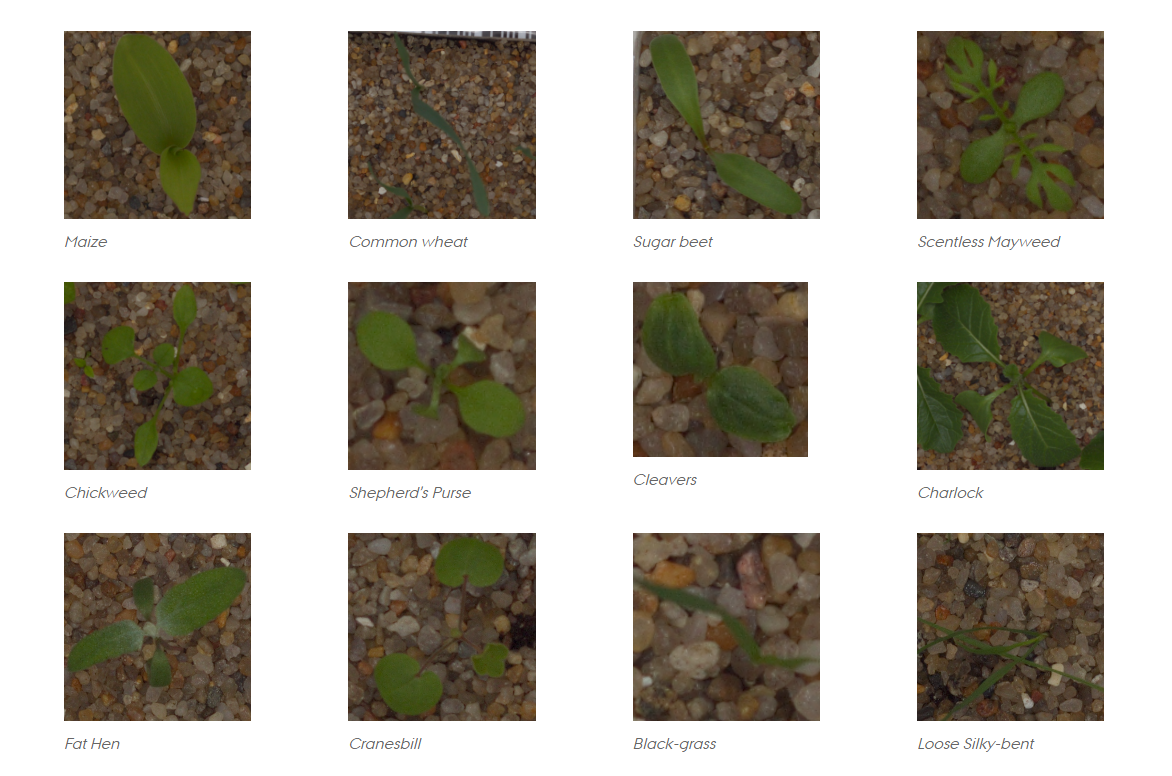 Maize
Common wheat
Sugar beet
Scentless Mayweed
Chickweed
Shepherd's Purse
Cleavers
Charlock
Fat Hen
Cranesbill
Black-grass
Loose Silky-bent